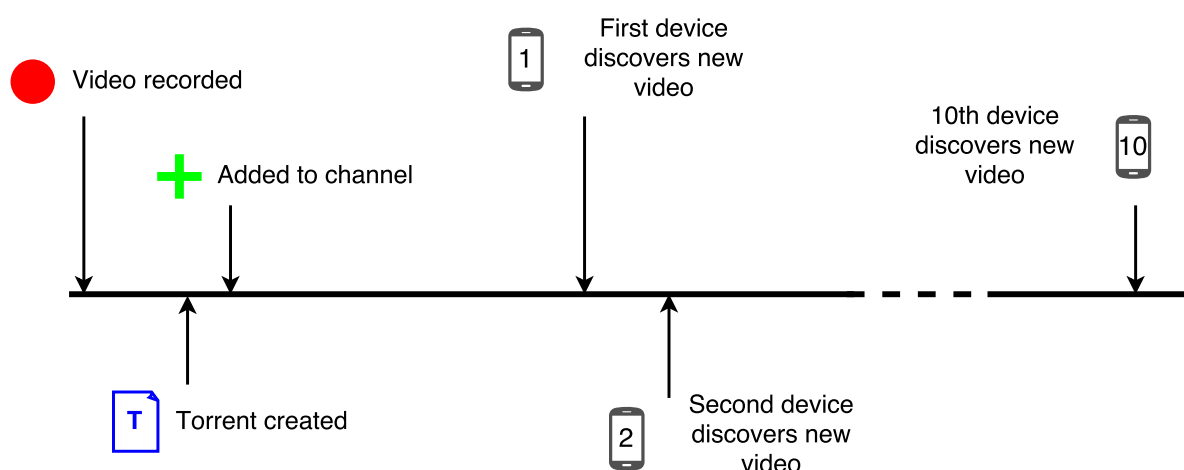 Video recorded
Added to channel
1
First device
discovers new
video
10th device
discovers new
video
10
T
Torrent created
2
Second device
discovers new
video